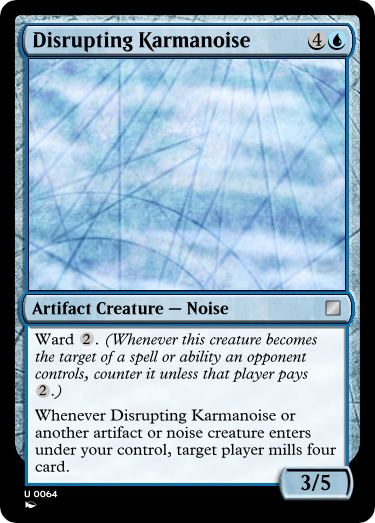 Disrupting Karmanoise 4
Artifact Creature — Noise
Ward 2. (Whenever this creature becomes
the target of a spell or ability an opponent
controls, counter it unless that player pays
2.)
Whenever Disrupting Karmanoise or
another artifact or noise creature enters
under your control, target player mills four
card.
3/5
U 0064